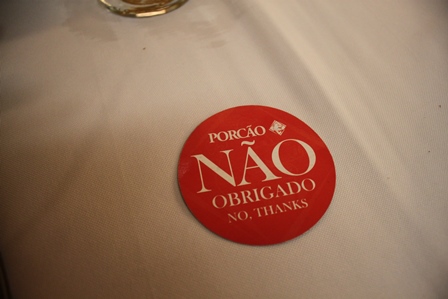 PORCÃO
NÃO
OBRIGADO
NO, THANKS